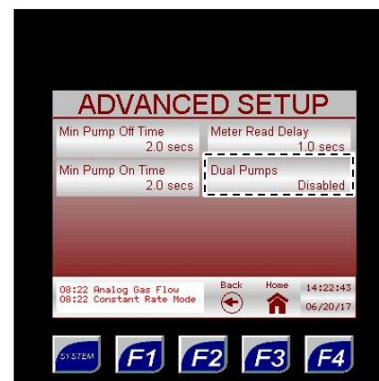 ADVANCED SETUP
Min Pump Off Time
2.0 secs
Meter Read Delay
1.0 secs
Min Pump On Time
2.0 secs
Dual Pumps
Disabled
08:22 Analog Gas Flow
08:22 Constant Rate Mode
Back
Home
14:22:43
06/20/17
SYSTEM
F1
F2
F3
F4